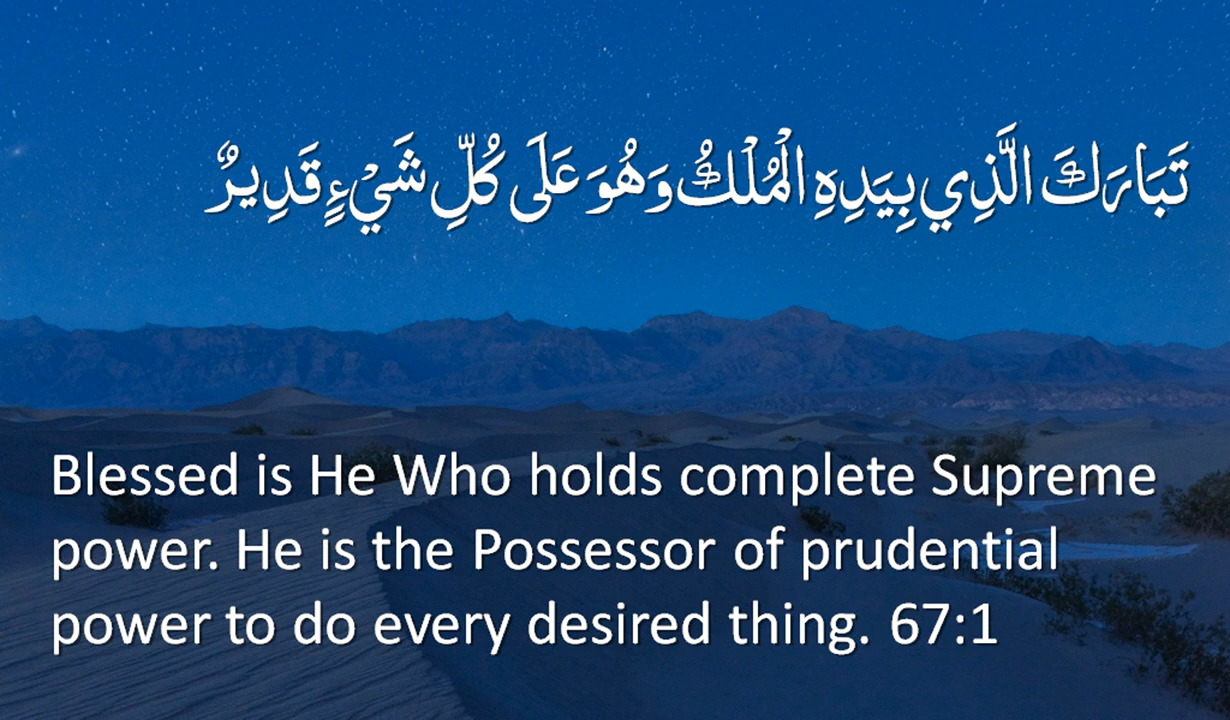 تَبَارَكَ الَّذِي بِيَدِهِ الْمُلْكُ وَهُوَ عَلَى كُلِّ شَيْءٍ قَدِيرٌ
Blessed is He Who holds complete Supreme
power. He is the Possessor of prudential
power to do every desired thing. 67:1